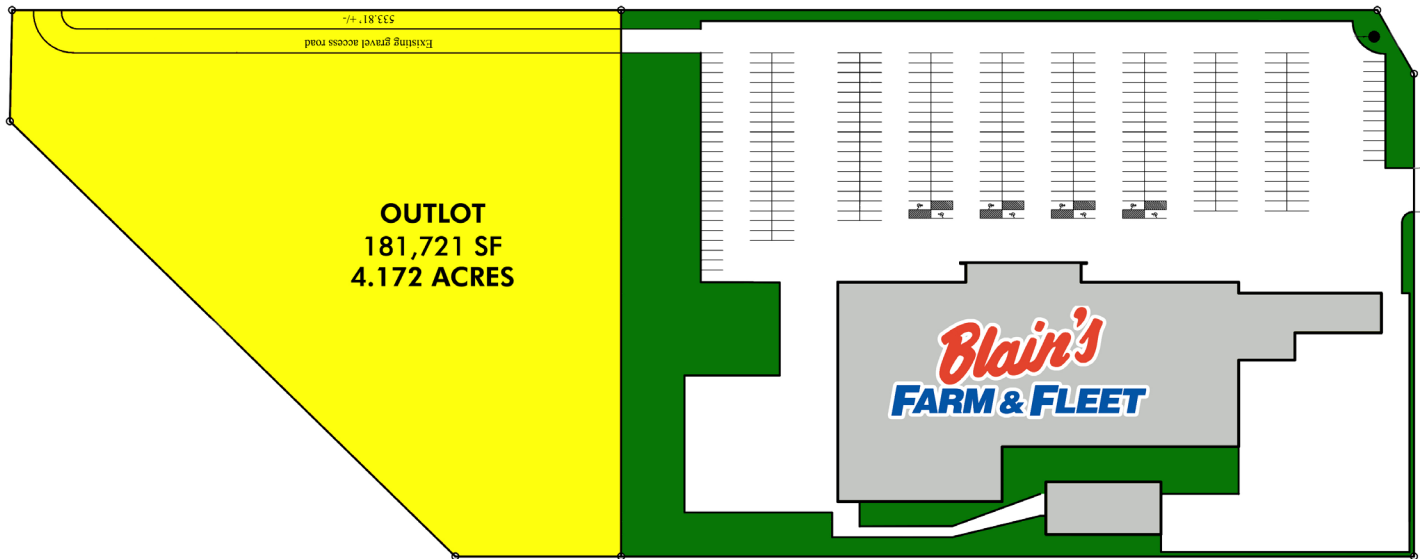 533.81' +/-
Existing gravel access road
OUTLOT
181,721 SF
4.172 ACRES
Blain's
FARM & FLEET